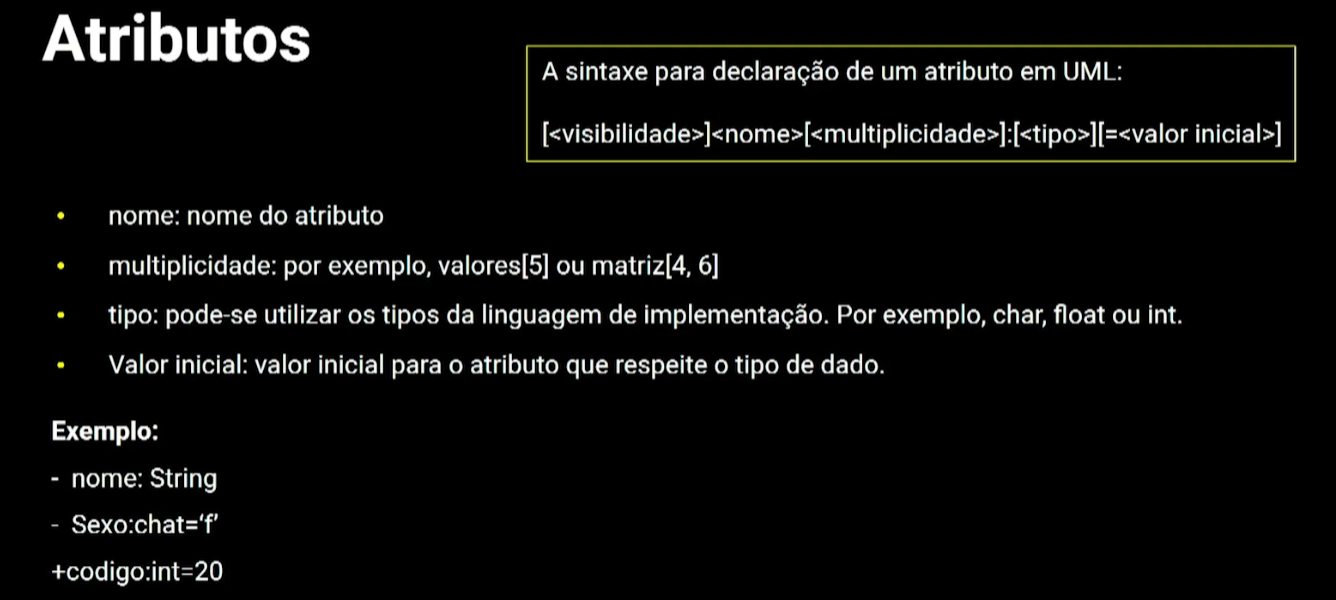 Atributos
A sintaxe para declaração de um atributo em UML:
[<visibilidade>]<nome>[<multiplicidade>]:[<tipo>][=<valor inicial>]
• nome: nome do atributo
• multiplicidade: por exemplo, valores[5] ou matriz[4, 6]
• tipo: pode-se utilizar os tipos da linguagem de implementação. Por exemplo, char, float ou int.
• Valor inicial: valor inicial para o atributo que respeite o tipo de dado.
Exemplo:
- nome: String
- Sexo:chat=‘f’
+codigo:int=20